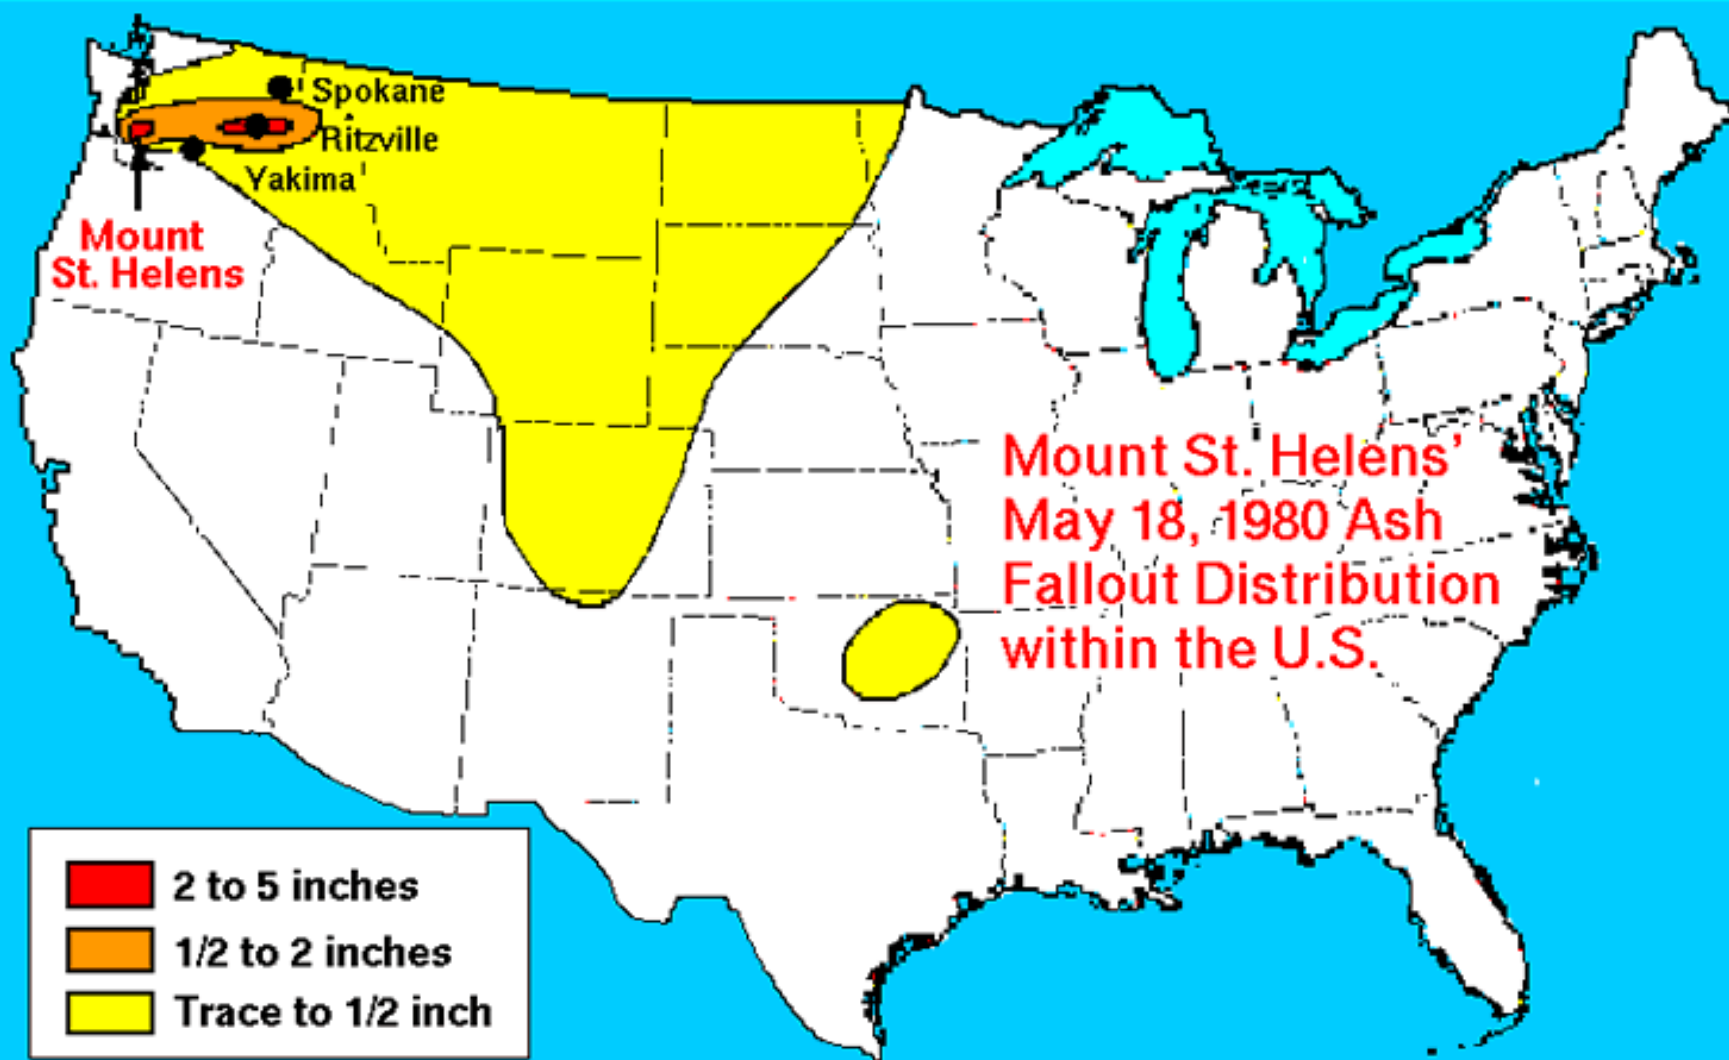 Spokane
Ritzville
Yakima
Mount
St. Helens
Mount St. Helens’
May 18, 1980 Ash
Fallout Distribution
within the U.S.
2 to 5 inches
1/2 to 2 inches
Trace to 1/2 inch